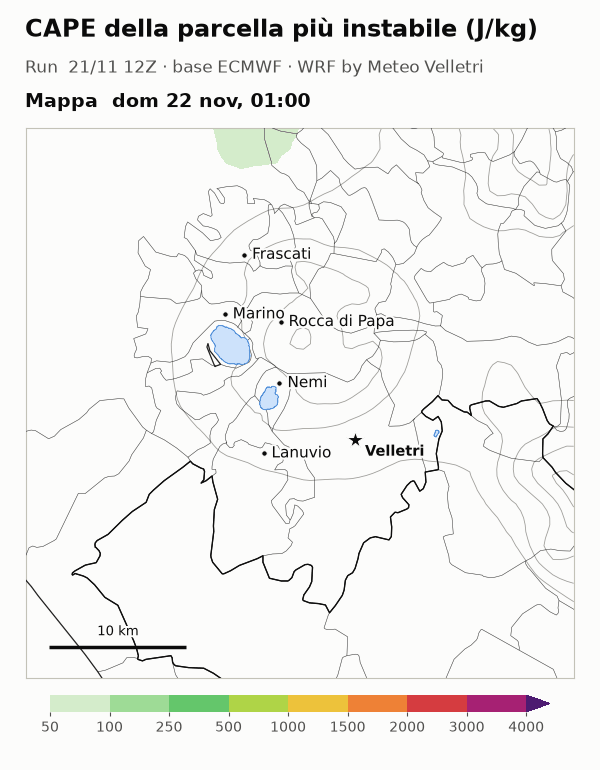 CAPE della parcella più instabile (J/kg)
Run  21/11 12Z · base ECMWF · WRF by Meteo Velletri
Mappa  dom 22 nov, 01:00
Frascati
Marino
Rocca di Papa
Nemi
Velletri
Lanuvio
10 km
50 100 250 500 1000 1500 2000 3000 4000